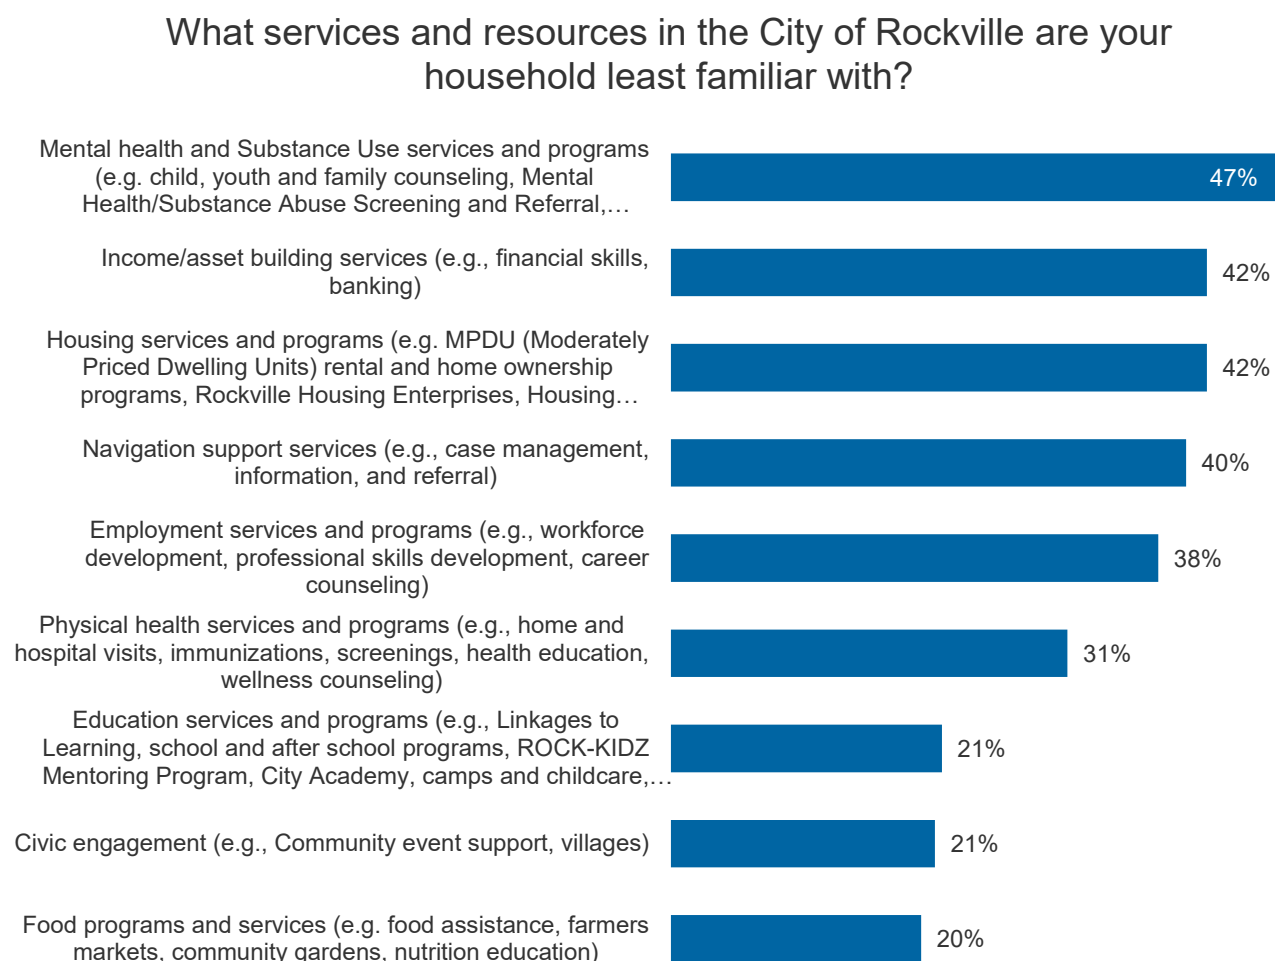 What services and resources in the City of Rockville are your
household least familiar with?
Mental health and Substance Use services and programs
(e.g. child, youth and family counseling, Mental
Health/Substance Abuse Screening and Referral,…
47%
Income/asset building services (e.g., financial skills,
banking)
42%
Housing services and programs (e.g. MPDU (Moderately
Priced Dwelling Units) rental and home ownership
programs, Rockville Housing Enterprises, Housing…
42%
Navigation support services (e.g., case management,
information, and referral)
40%
Employment services and programs (e.g., workforce
development, professional skills development, career
counseling)
38%
Physical health services and programs (e.g., home and
hospital visits, immunizations, screenings, health education,
wellness counseling)
31%
Education services and programs (e.g., Linkages to
Learning, school and after school programs, ROCK-KIDZ
Mentoring Program, City Academy, camps and childcare,…
21%
Civic engagement (e.g., Community event support, villages)
21%
Food programs and services (e.g. food assistance, farmers
markets, community gardens, nutrition education)
20%